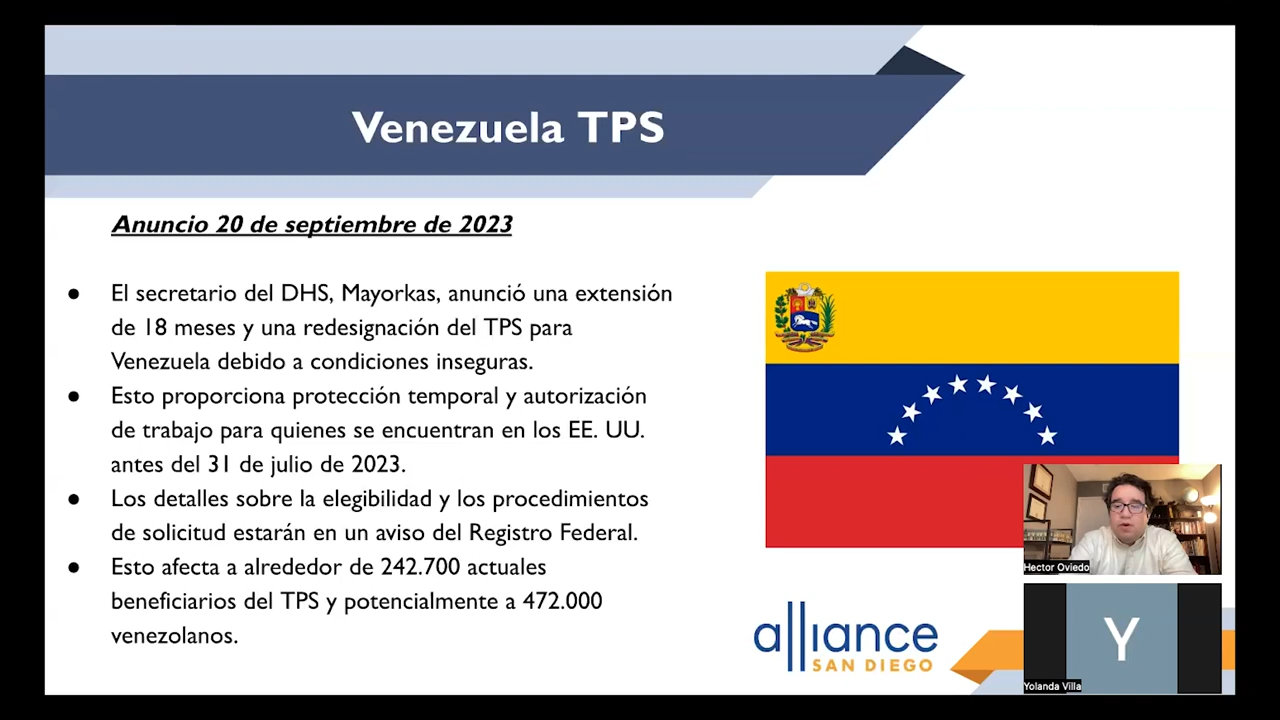 Venezuela TPS
Anuncio 20 de septiembre de 2023
● El secretario del DHS, Mayorkas, anunció una extensión
de 18 meses y una redesignación del TPS para
Venezuela debido a condiciones inseguras.
● Esto proporciona protección temporal y autorización
de trabajo para quienes se encuentran en los EE. UU.
antes del 31 de julio de 2023.
● Los detalles sobre la elegibilidad y los procedimientos
de solicitud estarán en un aviso del Registro Federal.
● Esto afecta a alrededor de 242.700 actuales
beneficiarios del TPS y potencialmente a 472.000
venezolanos.
alliance
SAN DIEGO
Hector Oviedo
Y
Yolanda Villa